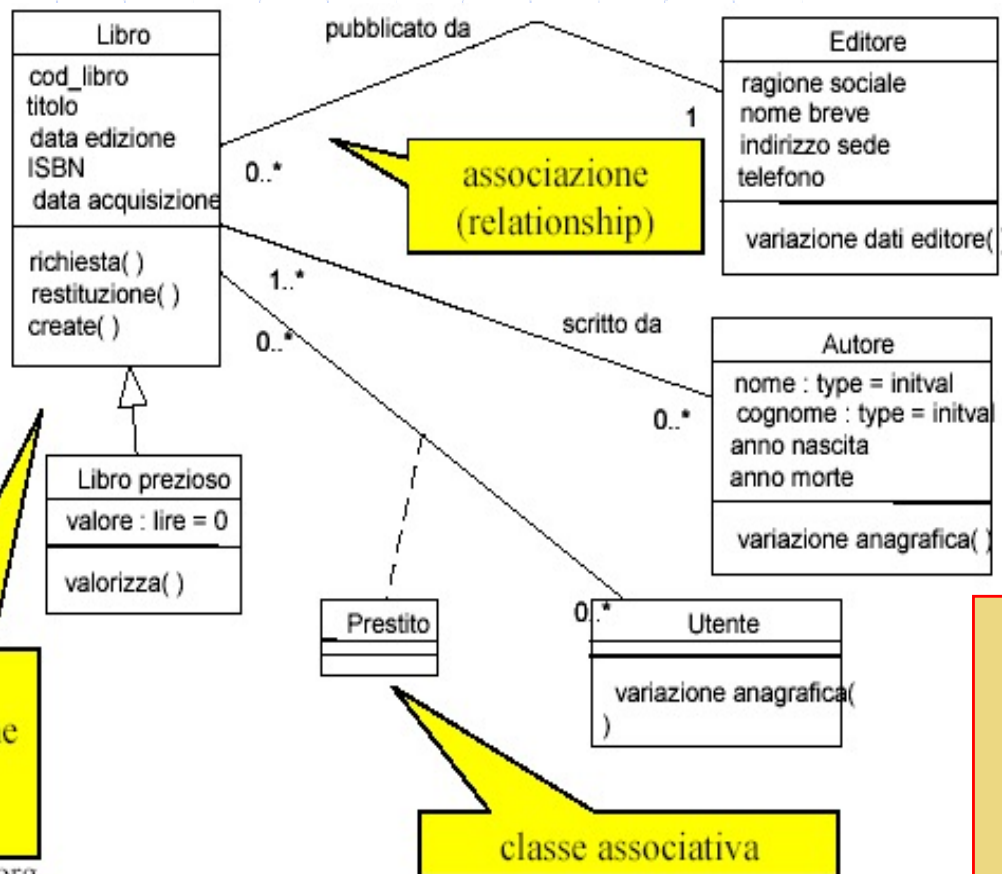 Libro
cod_libro
titolo
data edizione
ISBN
data acquisizione
richiesta( )
restituzione( )
create( )
pubblicato da
0..*
1
associazione
(relationship)
Editore
ragione sociale
nome breve
indirizzo sede
telefono
variazione dati editore(
1..*
0..*
scritto da
0..*
Autore
nome : type = initval
cognome : type = initval
anno nascita
anno morte
variazione anagrafica( )
Libro prezioso
valore : lire = 0
valorizza( )
Prestito
0..*
Utente
variazione anagrafica(
)
classe associativa